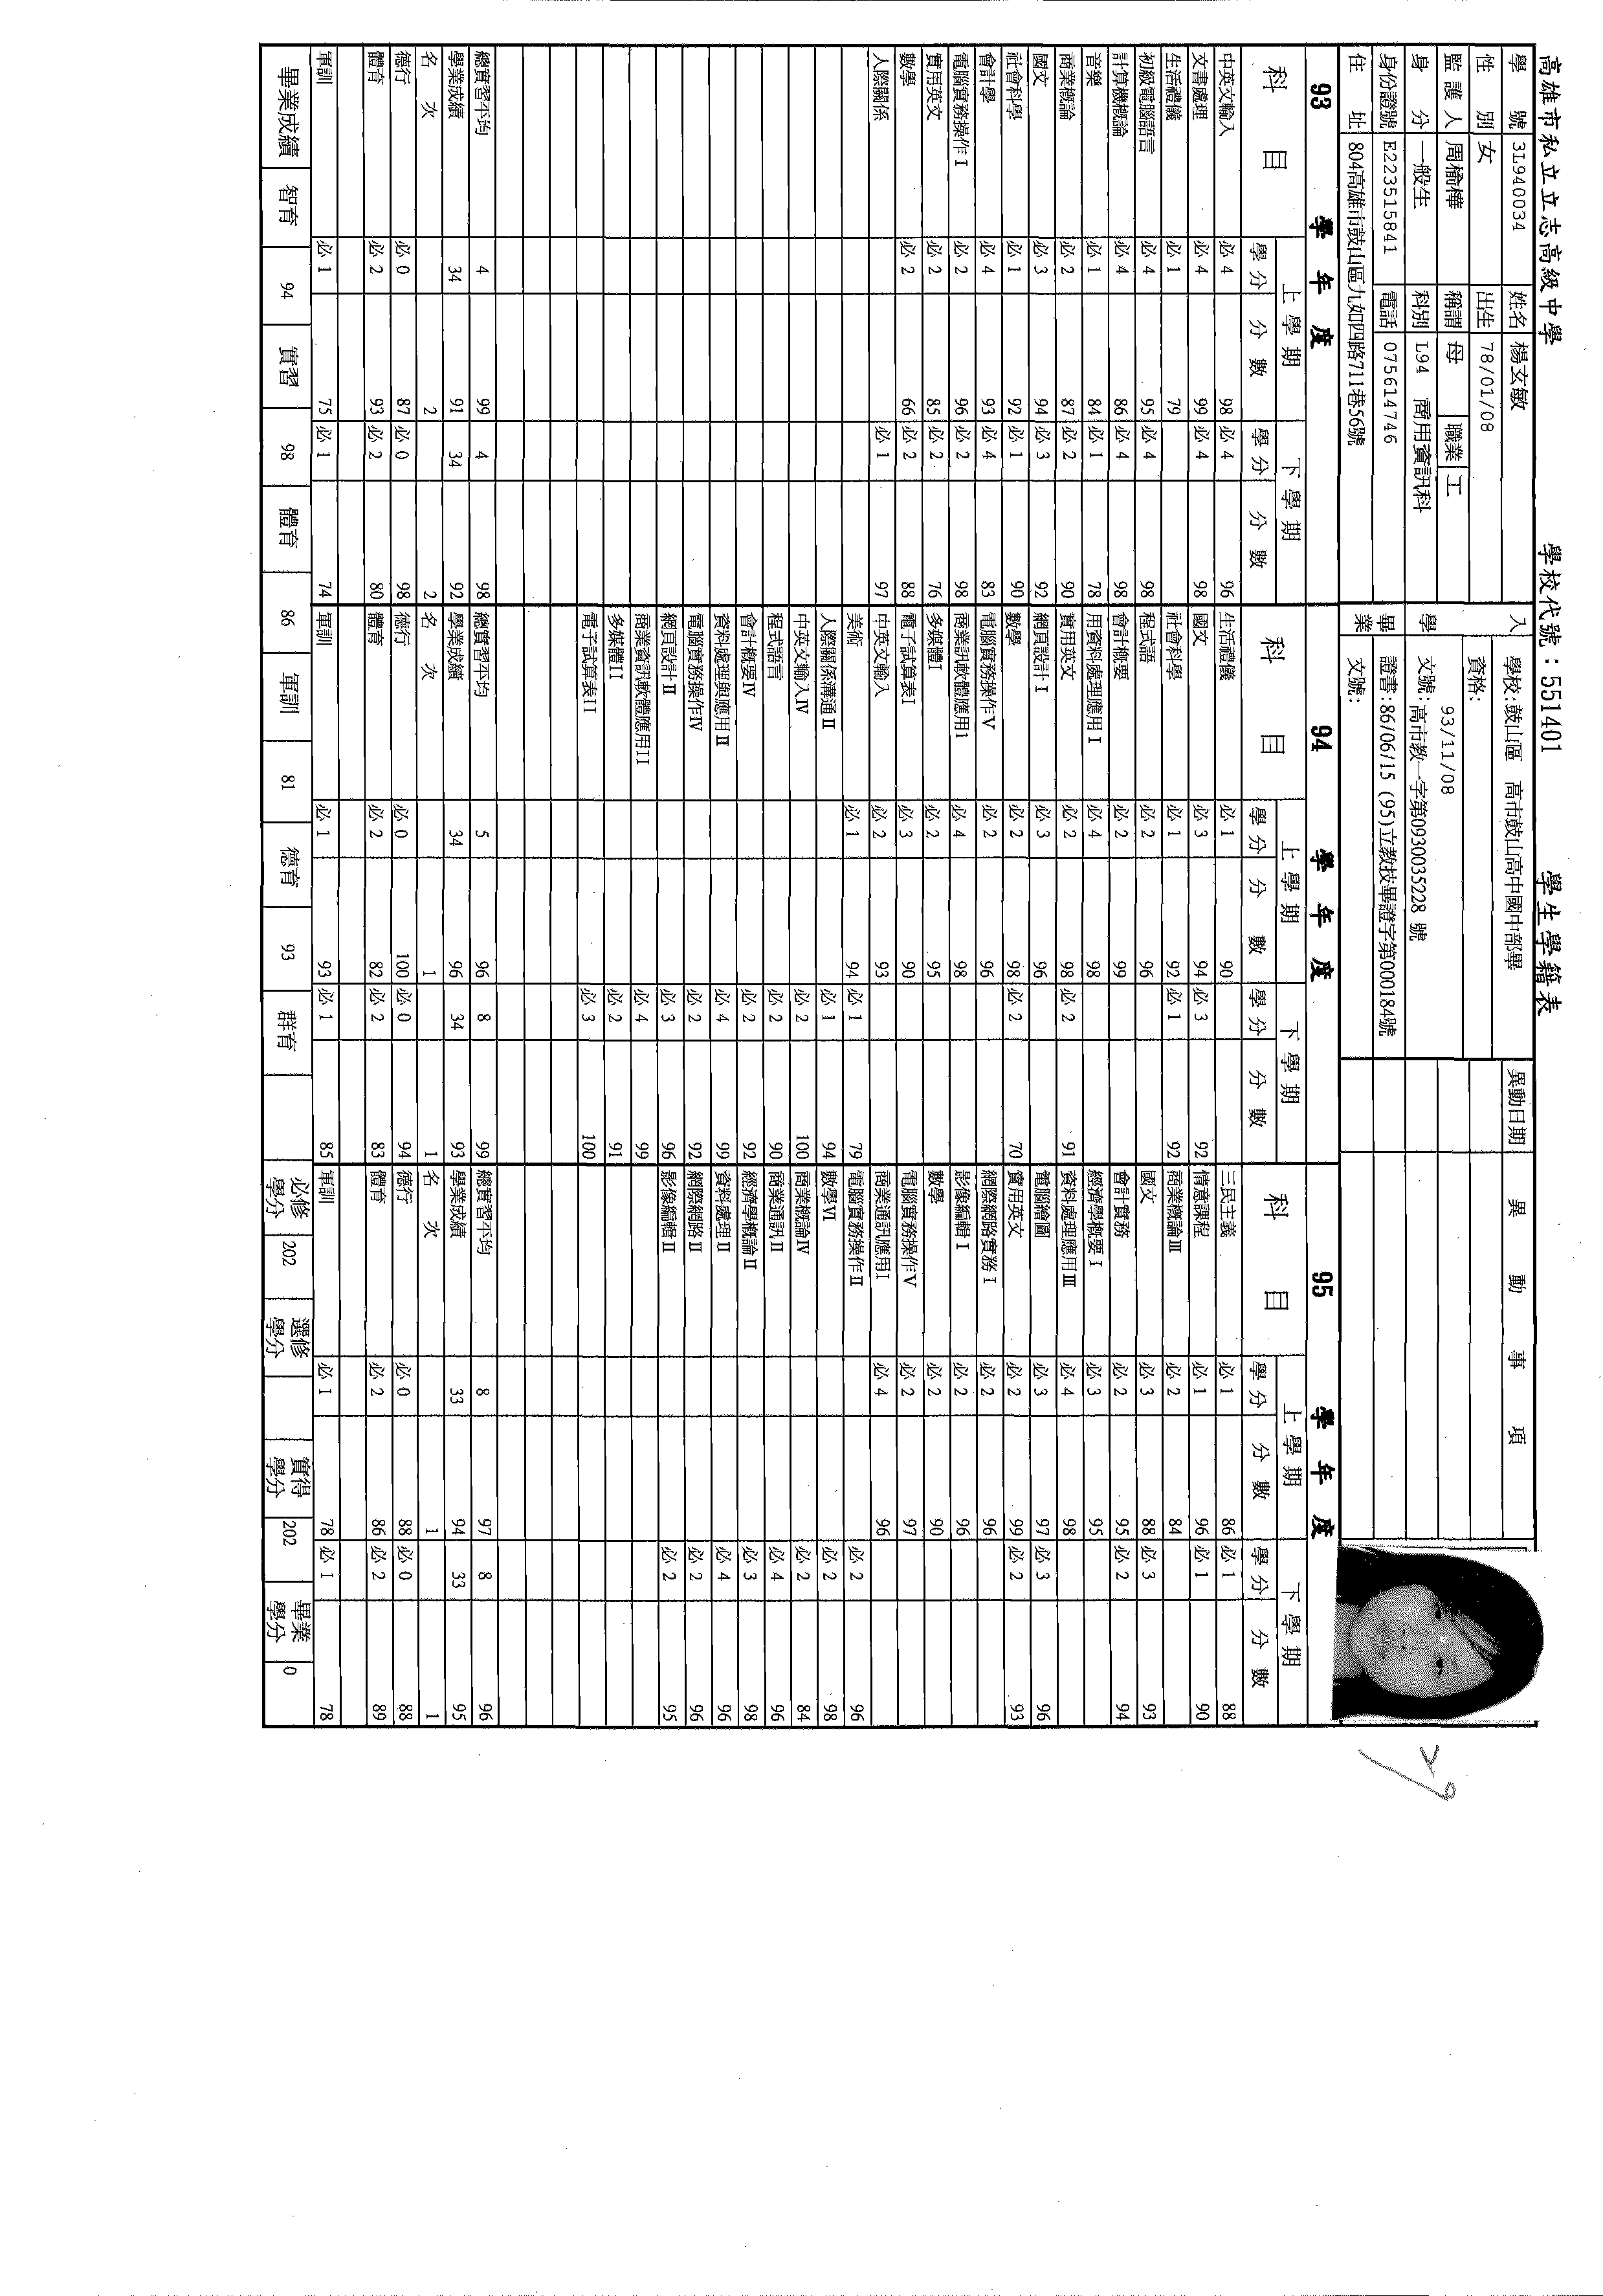 高雄市私立立志高級中學 學校代號：551401 學生學籍表
學號 3L940034 姓名 楊玄敏 入學 學校：鼓山區 高市鼓山高中國中部畢 異動日期 異動事項
性別 女 出生 78/01/08 資格：
監護人 周榆樺 稱謂 母 職業 工 93/11/08
身分 一般生 科別 L94 商用資訊科 文號：高市教一字第0930035228 號
身份證號 E223515841 電話 075614746 畢業 證書：86/06/15 (95)立教技畢證字第000184號
住址 804高雄市鼓山區九如四路711巷56號 文號：
93 學年度 94 學年度 95 學年度
科目 上學期 下學期 科目 上學期 下學期 科目 上學期 下學期
學分 分數 學分 分數 學分 分數 學分 分數 學分 分數 學分 分數
中英文輸入 必 4 98 必 4 96 生活禮儀 必 1 90 三民主義 必 1 86 必 1 88
文書處理 必 4 99 必 4 98 國文 必 3 94 必 3 92 情意課程 必 1 96 必 1 90
生活禮儀 必 1 79 社會科學 必 1 92 必 1 92 商業概論Ⅲ 必 2 84
初級電腦語言 必 4 95 必 4 98 程式語 必 2 96 國文 必 3 88 必 3 93
計算機概論 必 4 86 必 4 98 會計概要 必 2 99 會計實務 必 2 95 必 2 94
音樂 必 1 84 必 1 78 用資料處理應用Ⅰ 必 4 98 經濟學概要Ⅰ 必 3 95
商業概論 必 2 87 必 2 90 實用英文 必 2 98 必 2 91 資料處理應用Ⅲ 必 4 98
國文 必 3 94 必 3 92 網頁設計Ⅰ 必 3 96 電腦繪圖 必 3 97 必 3 96
社會科學 必 1 92 必 1 90 數學 必 2 98 必 2 70 實用英文 必 2 99 必 2 93
會計學 必 4 93 必 4 83 電腦實務操作Ⅴ 必 2 96 網際網路實務Ⅰ 必 2 96
電腦實務操作Ⅰ 必 2 96 必 2 98 商業訊軟體應用1 必 4 98 影像編輯Ⅰ 必 2 96
實用英文 必 2 85 必 2 76 多媒體I 必 2 95 數學 必 2 90
數學 必 2 66 必 2 88 電子試算表I 必 3 90 電腦實務操作Ⅴ 必 2 97
人際關係 必 1 97 中英文輸入 必 2 93 商業通訊應用I 必 4 96
美術 必 1 94 必 1 79 電腦實務操作Ⅱ 必 2 96
人際關係溝通Ⅱ 必 1 94 數學VI 必 2 98
中英文輸入Ⅳ 必 2 100 商業概論Ⅳ 必 2 84
程式語言 必 2 90 商業通訊Ⅱ 必 4 96
會計概要Ⅳ 必 2 92 經濟學概論Ⅱ 必 3 98
資料處理與應用Ⅱ 必 4 99 資料處理Ⅱ 必 4 96
電腦實務操作Ⅳ 必 2 92 網際網路Ⅱ 必 2 96
網頁設計Ⅱ 必 3 96 影像編輯Ⅱ 必 2 95
商業資訊軟體應用II 必 4 99
多媒體II 必 2 91
電子試算表II 必 3 100
總實習平均 4 99 4 98 總實習平均 5 96 8 99 總實習平均 8 97 8 96
學業成績 34 91 34 92 學業成績 34 96 34 93 學業成績 33 94 33 95
名次 2 2 名次 1 1 名次 1 1
德行 必 0 87 必 0 98 德行 必 0 100 必 0 94 德行 必 0 88 必 0 88
體育 必 2 93 必 2 80 體育 必 2 82 必 2 83 體育 必 2 86 必 2 89
軍訓 必 1 75 必 1 74 軍訓 必 1 93 必 1 85 軍訓 必 1 78 必 1 78
畢業成績 智育 94 實習 98 體育 86 軍訓 81 德育 93 群育 必修學分 202 選修學分 實得學分 202 畢業學分 0